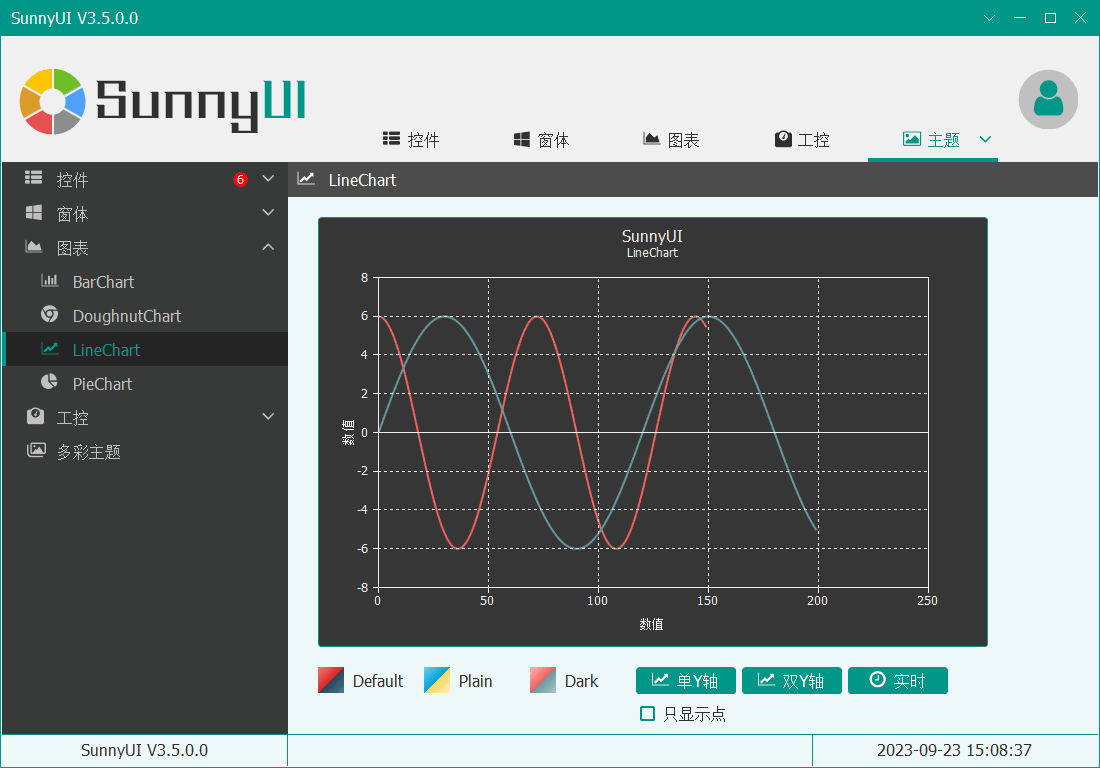 SunnyUI V3.5.0.0
SunnyUI
控件
窗体
图表
工控
主题
控件 6
窗体
图表
BarChart
DoughnutChart
LineChart
PieChart
工控
多彩主题
LineChart
SunnyUI
LineChart
8
6
4
2
0
-2
-4
-6
-8
数值
0 50 100 150 200 250
数值
Default Plain Dark 单Y轴 双Y轴 实时
只显示点
SunnyUI V3.5.0.0 2023-09-23 15:08:37